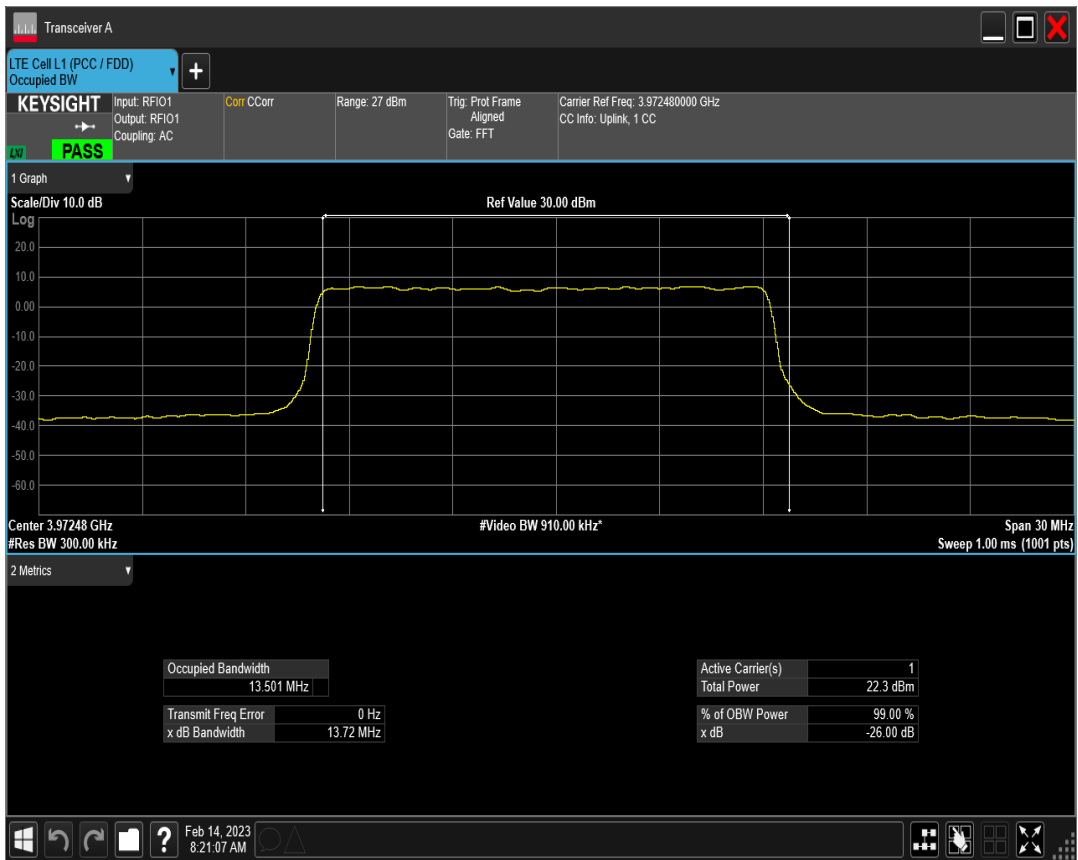 Transceiver A
LTE Cell L1 (PCC / FDD)
Occupied BW
KEYSIGHT
LXI
PASS
Input: RFIO1
Output: RFIO1
Coupling: AC
Corr CCorr
Range: 27 dBm
Trig: Prot Frame
Aligned
Gate: FFT
Carrier Ref Freq: 3.972480000 GHz
CC Info: Uplink, 1 CC
1 Graph
Scale/Div 10.0 dB
Ref Value 30.00 dBm
Log
20.0
10.0
0.00
-10.0
-20.0
-30.0
-40.0
-50.0
-60.0
Center 3.97248 GHz
#Video BW 910.00 kHz*
Span 30 MHz
#Res BW 300.00 kHz
Sweep 1.00 ms (1001 pts)
2 Metrics
Occupied Bandwidth
13.501 MHz
Transmit Freq Error 0 Hz
x dB Bandwidth 13.72 MHz
Active Carrier(s) 1
Total Power 22.3 dBm
% of OBW Power 99.00 %
x dB -26.00 dB
Feb 14, 2023
8:21:07 AM